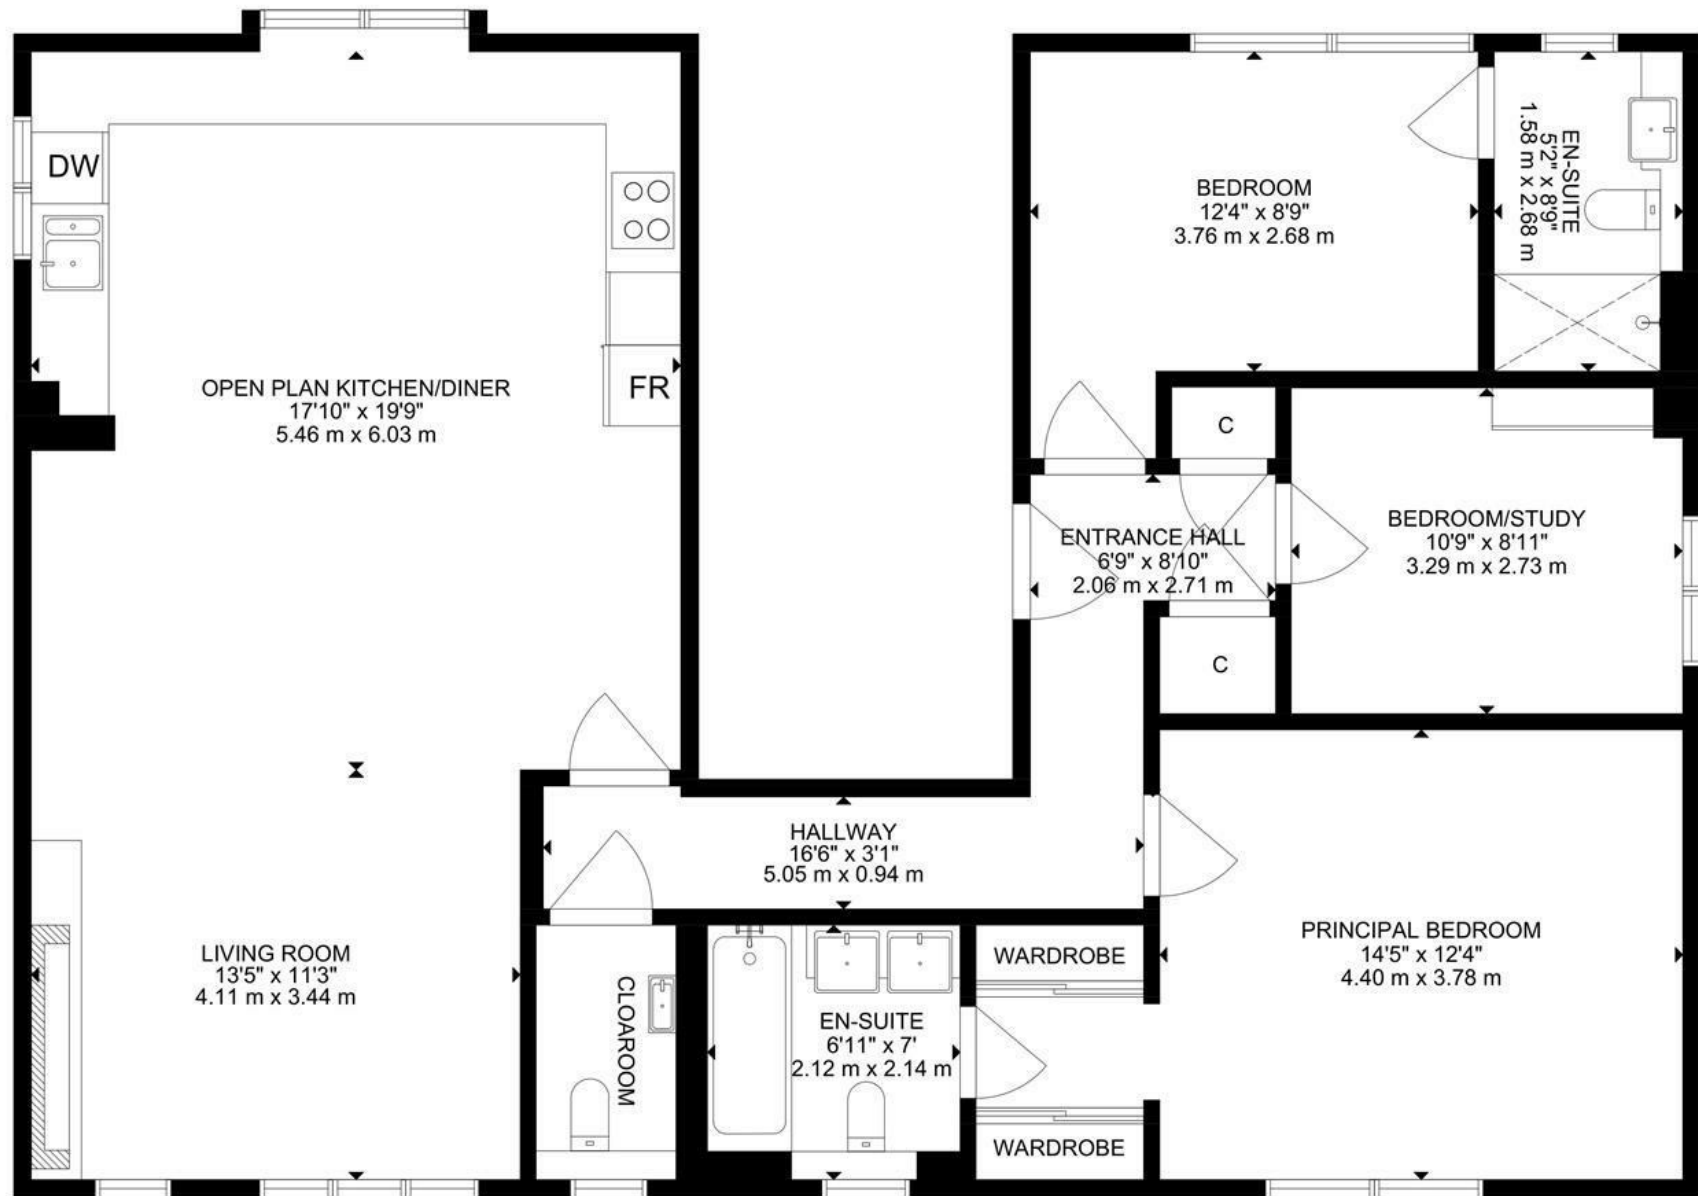 DW
FR
OPEN PLAN KITCHEN/DINER
17'10" x 19'9"
5.46 m x 6.03 m
BEDROOM
12'4" x 8'9"
3.76 m x 2.68 m
EN-SUITE
5'2" x 8'9"
1.58 m x 2.68 m
C
ENTRANCE HALL
6'9" x 8'10"
2.06 m x 2.71 m
BEDROOM/STUDY
10'9" x 8'11"
3.29 m x 2.73 m
C
HALLWAY
16'6" x 3'1"
5.05 m x 0.94 m
LIVING ROOM
13'5" x 11'3"
4.11 m x 3.44 m
CLOAROOM
EN-SUITE
6'11" x 7'
2.12 m x 2.14 m
WARDROBE
WARDROBE
PRINCIPAL BEDROOM
14'5" x 12'4"
4.40 m x 3.78 m